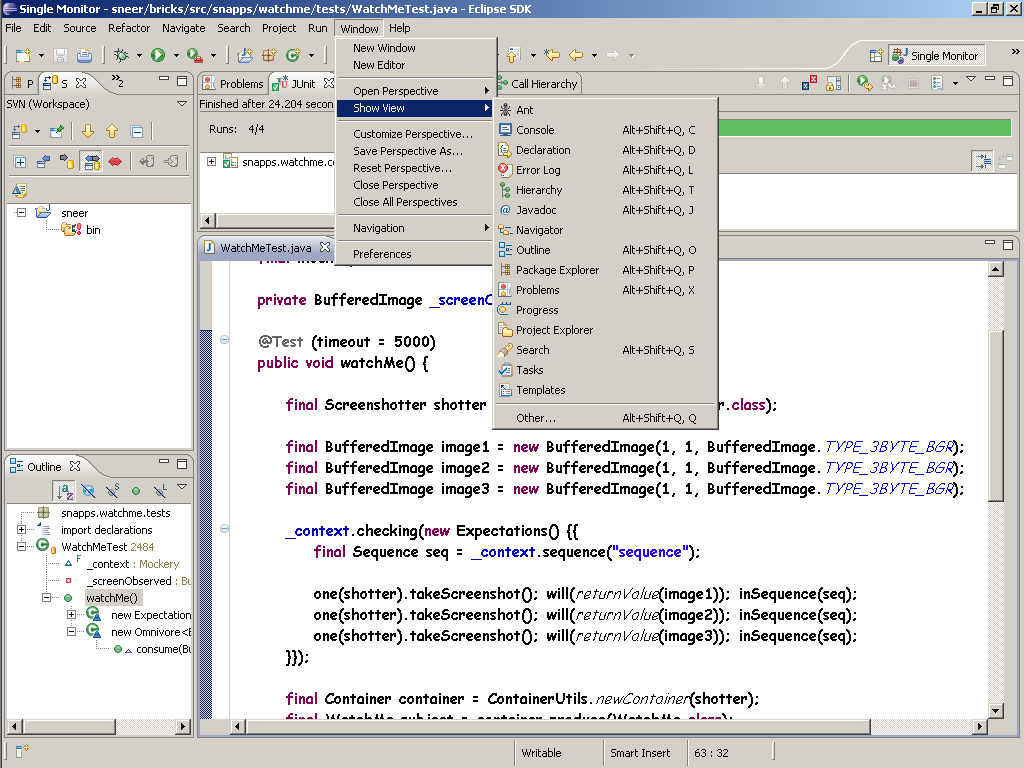 Single Monitor - sneer/bricks/src/snapps/watchme/tests/WatchMeTest.java - Eclipse SDK
File Edit Source Refactor Navigate Search Project Run Window Help
Single Monitor
»
P S »2
SVN (Workspace)
sneer
bin
Problems JUnit Call Hierarchy
Finished after 24.204 secon
Runs: 4/4
snapps.watchme.co
New Window
New Editor
Open Perspective
Show View
Customize Perspective...
Save Perspective As...
Reset Perspective...
Close Perspective
Close All Perspectives
Navigation
Preferences
Ant
Console Alt+Shift+Q, C
Declaration Alt+Shift+Q, D
Error Log Alt+Shift+Q, L
Hierarchy Alt+Shift+Q, T
Javadoc Alt+Shift+Q, J
Navigator
Outline Alt+Shift+Q, O
Package Explorer Alt+Shift+Q, P
Problems Alt+Shift+Q, X
Progress
Project Explorer
Search Alt+Shift+Q, S
Tasks
Templates
Other... Alt+Shift+Q, Q
WatchMeTest.java
private BufferedImage _screenO
@Test (timeout = 5000)
public void watchMe() {
final Screenshotter shotter r.class);
final BufferedImage image1 = new BufferedImage(1, 1, BufferedImage.TYPE_3BYTE_BGR);
final BufferedImage image2 = new BufferedImage(1, 1, BufferedImage.TYPE_3BYTE_BGR);
final BufferedImage image3 = new BufferedImage(1, 1, BufferedImage.TYPE_3BYTE_BGR);
_context.checking(new Expectations() {{
final Sequence seq = _context.sequence("sequence");
one(shotter).takeScreenshot(); will(returnValue(image1)); inSequence(seq);
one(shotter).takeScreenshot(); will(returnValue(image2)); inSequence(seq);
one(shotter).takeScreenshot(); will(returnValue(image3)); inSequence(seq);
}});
final Container container = ContainerUtils.newContainer(shotter);
final WatchMe subject = container.produce(WatchMe.class);
Outline
snapps.watchme.tests
import declarations
WatchMeTest 2484
_context : Mockery
_screenObserved : Bu
watchMe()
new Expectation
new Omnivore<B
consume(Bu
Writable Smart Insert 63 : 32